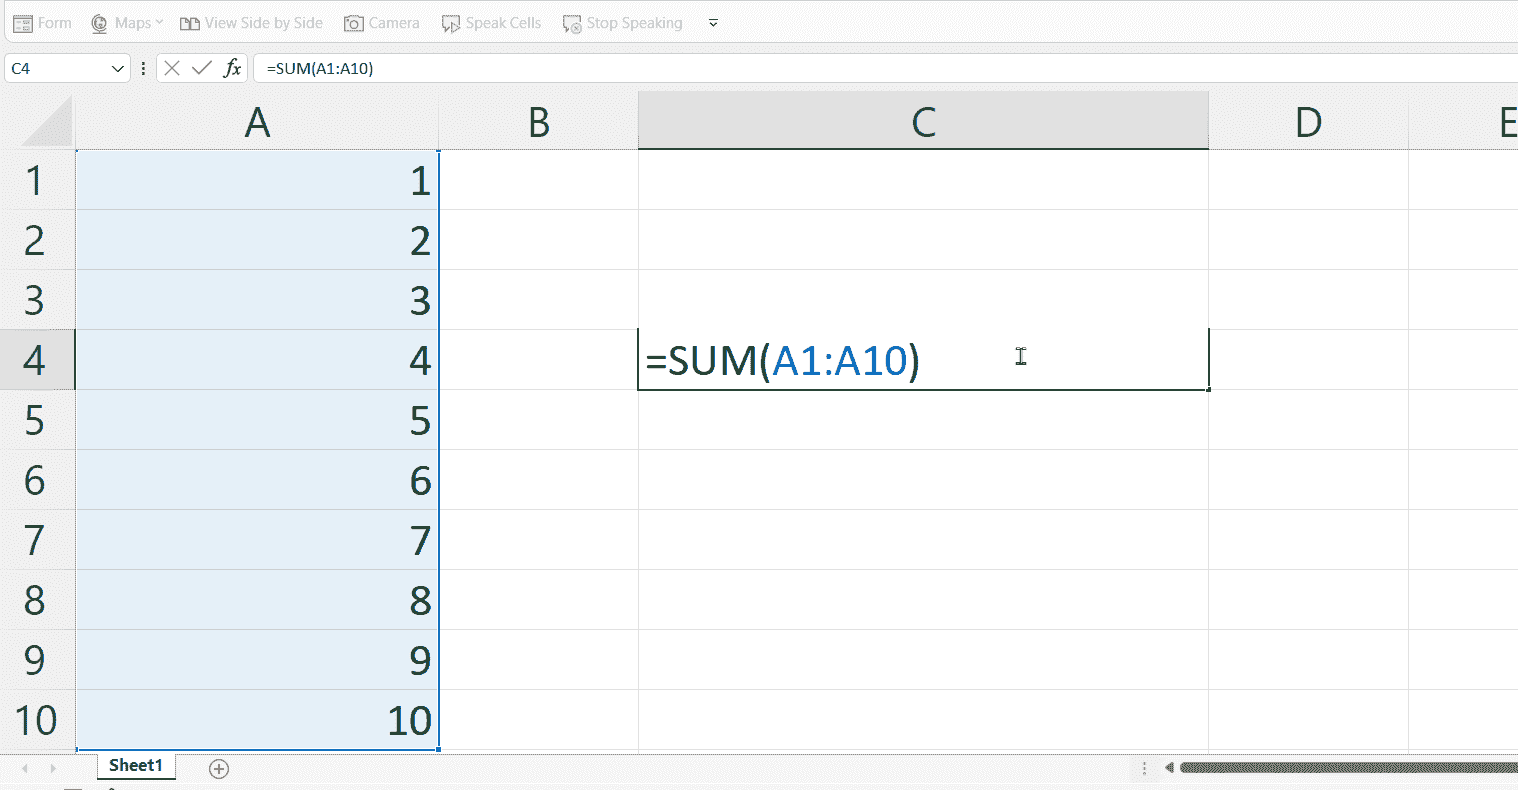 Form Maps View Side by Side Camera Speak Cells Stop Speaking
C4 fx =SUM(A1:A10)
A B C D E
1 1
2 2
3 3
4 4 =SUM(A1:A10)
5 5
6 6
7 7
8 8
9 9
10 10
Sheet1